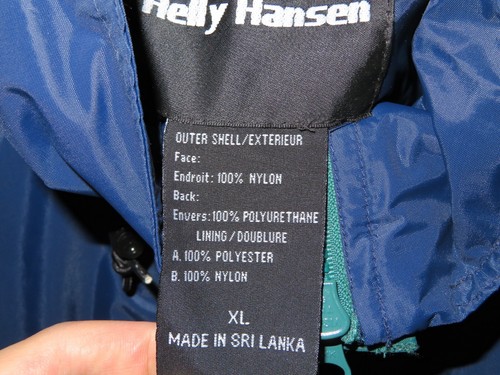 Helly Hansen
OUTER SHELL/EXTERIEUR
Face:
Endroit: 100% NYLON
Back:
Envers: 100% POLYURETHANE
LINING/DOUBLURE
A. 100% POLYESTER
B. 100% NYLON
XL
MADE IN SRI LANKA